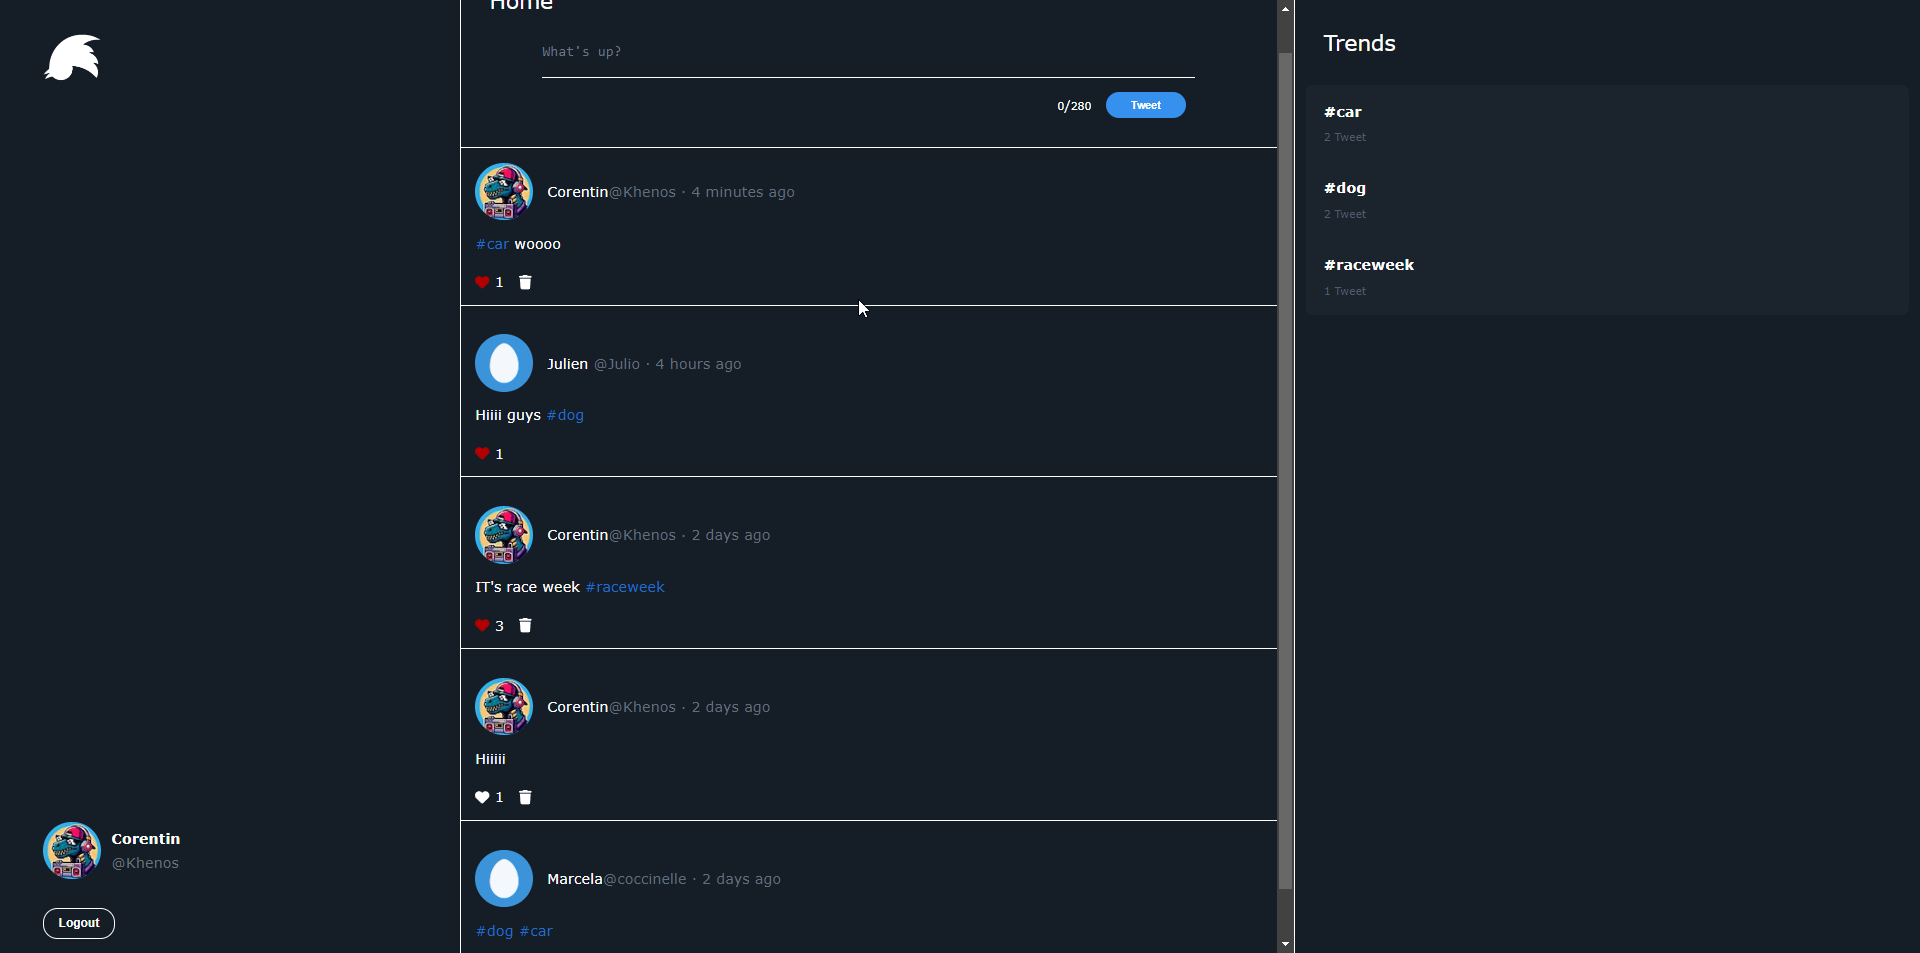 Home
What's up?
0/280 Tweet
Corentin@Khenos · 4 minutes ago
#car woooo
1
Julien @Julio · 4 hours ago
Hiiii guys #dog
1
Corentin@Khenos · 2 days ago
IT's race week #raceweek
3
Corentin@Khenos · 2 days ago
Hiiiii
1
Marcela@coccinelle · 2 days ago
#dog #car
Corentin
@Khenos
Logout
Trends
#car
2 Tweet
#dog
2 Tweet
#raceweek
1 Tweet